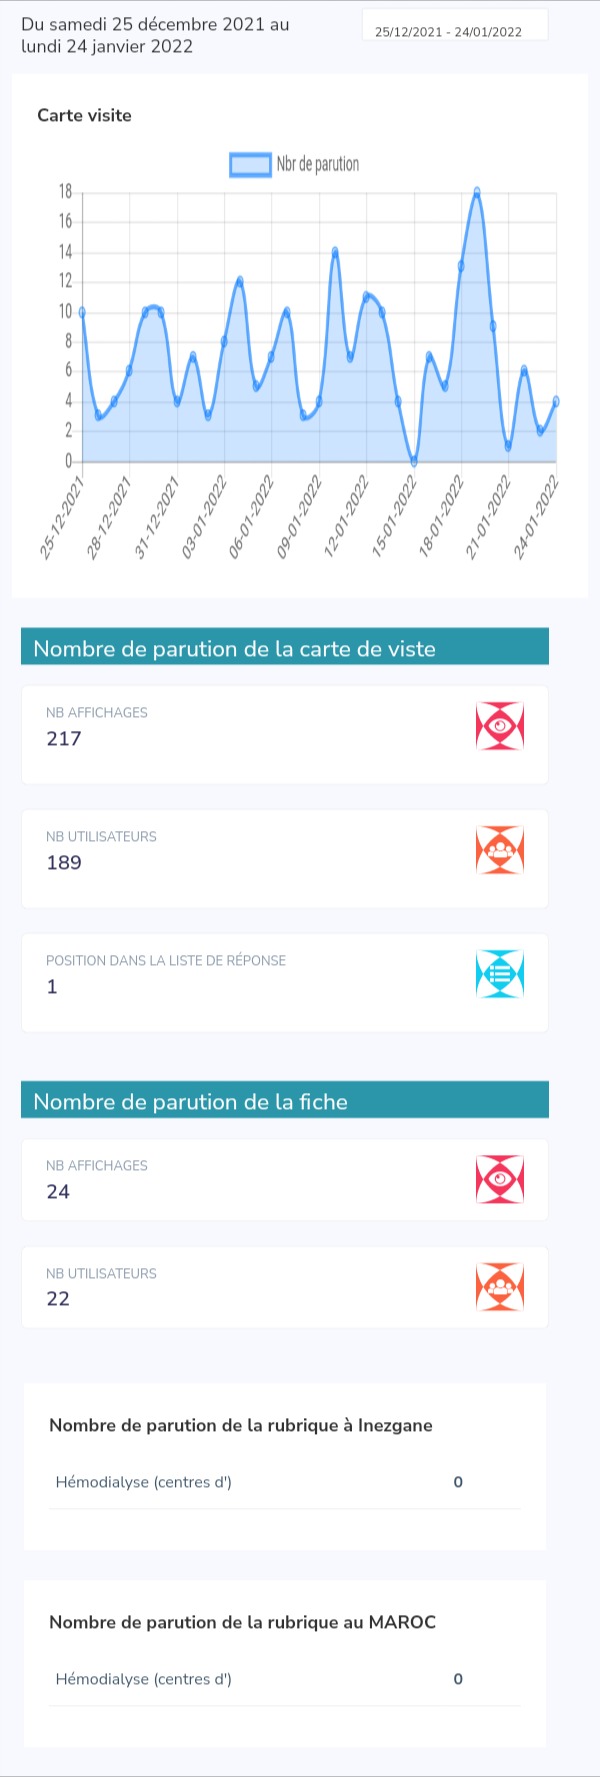 Du samedi 25 décembre 2021 au
lundi 24 janvier 2022
25/12/2021 - 24/01/2022
Carte visite
Nbr de parution
18
16
14
12
10
8
6
4
2
0
25-12-2021
28-12-2021
31-12-2021
03-01-2022
06-01-2022
09-01-2022
12-01-2022
15-01-2022
18-01-2022
21-01-2022
24-01-2022
Nombre de parution de la carte de viste
NB AFFICHAGES
217
NB UTILISATEURS
189
POSITION DANS LA LISTE DE RÉPONSE
1
Nombre de parution de la fiche
NB AFFICHAGES
24
NB UTILISATEURS
22
Nombre de parution de la rubrique à Inezgane
Hémodialyse (centres d') 0
Nombre de parution de la rubrique au MAROC
Hémodialyse (centres d') 0